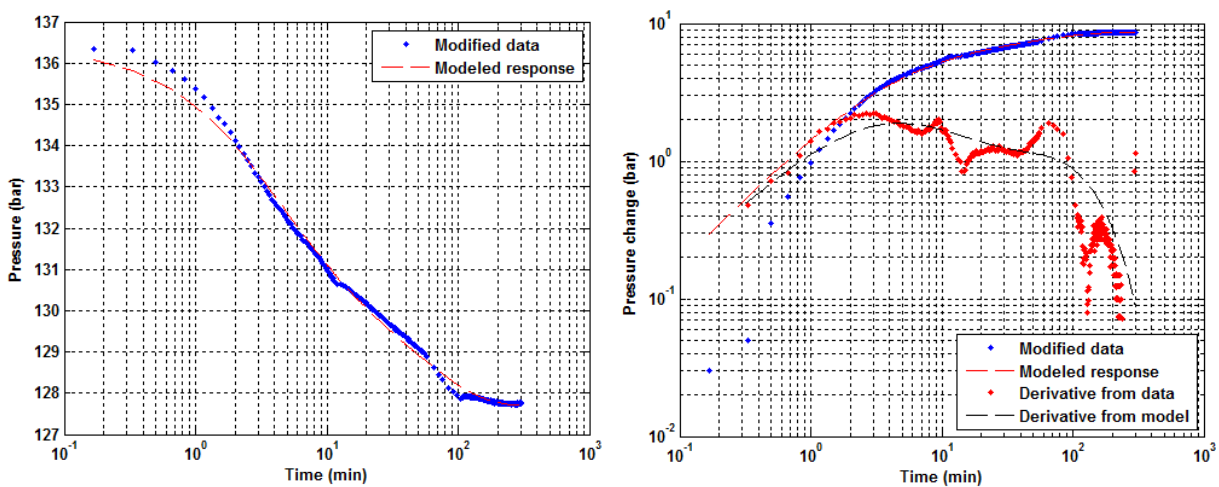 137
136
135
134
133
132
131
130
129
128
127
Pressure (bar)
10^-1
10^0
10^1
10^2
10^3
Time (min)
Modified data
Modeled response
10^1
10^0
10^-1
10^-2
Pressure change (bar)
10^-1
10^0
10^1
10^2
10^3
Time (min)
Modified data
Modeled response
Derivative from data
Derivative from model